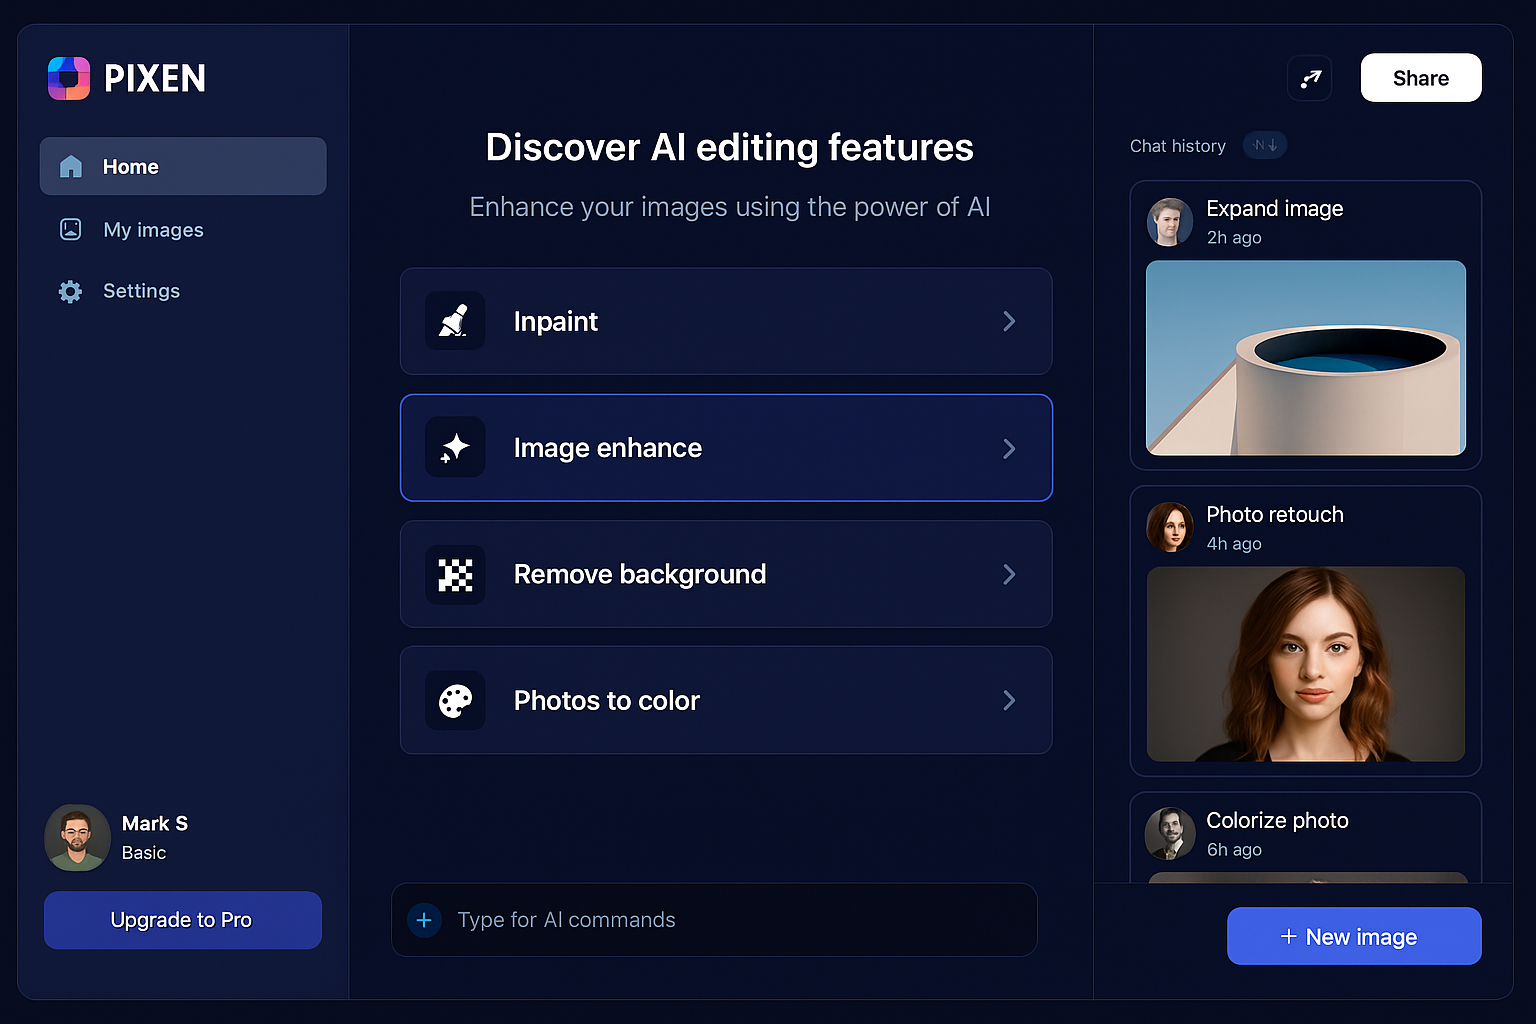 PIXEN
Home
My images
Settings
Mark S
Basic
Upgrade to Pro
Discover AI editing features
Enhance your images using the power of AI
Inpaint
Image enhance
Remove background
Photos to color
Type for AI commands
Share
Chat history
Expand image
2h ago
Photo retouch
4h ago
Colorize photo
6h ago
+ New image